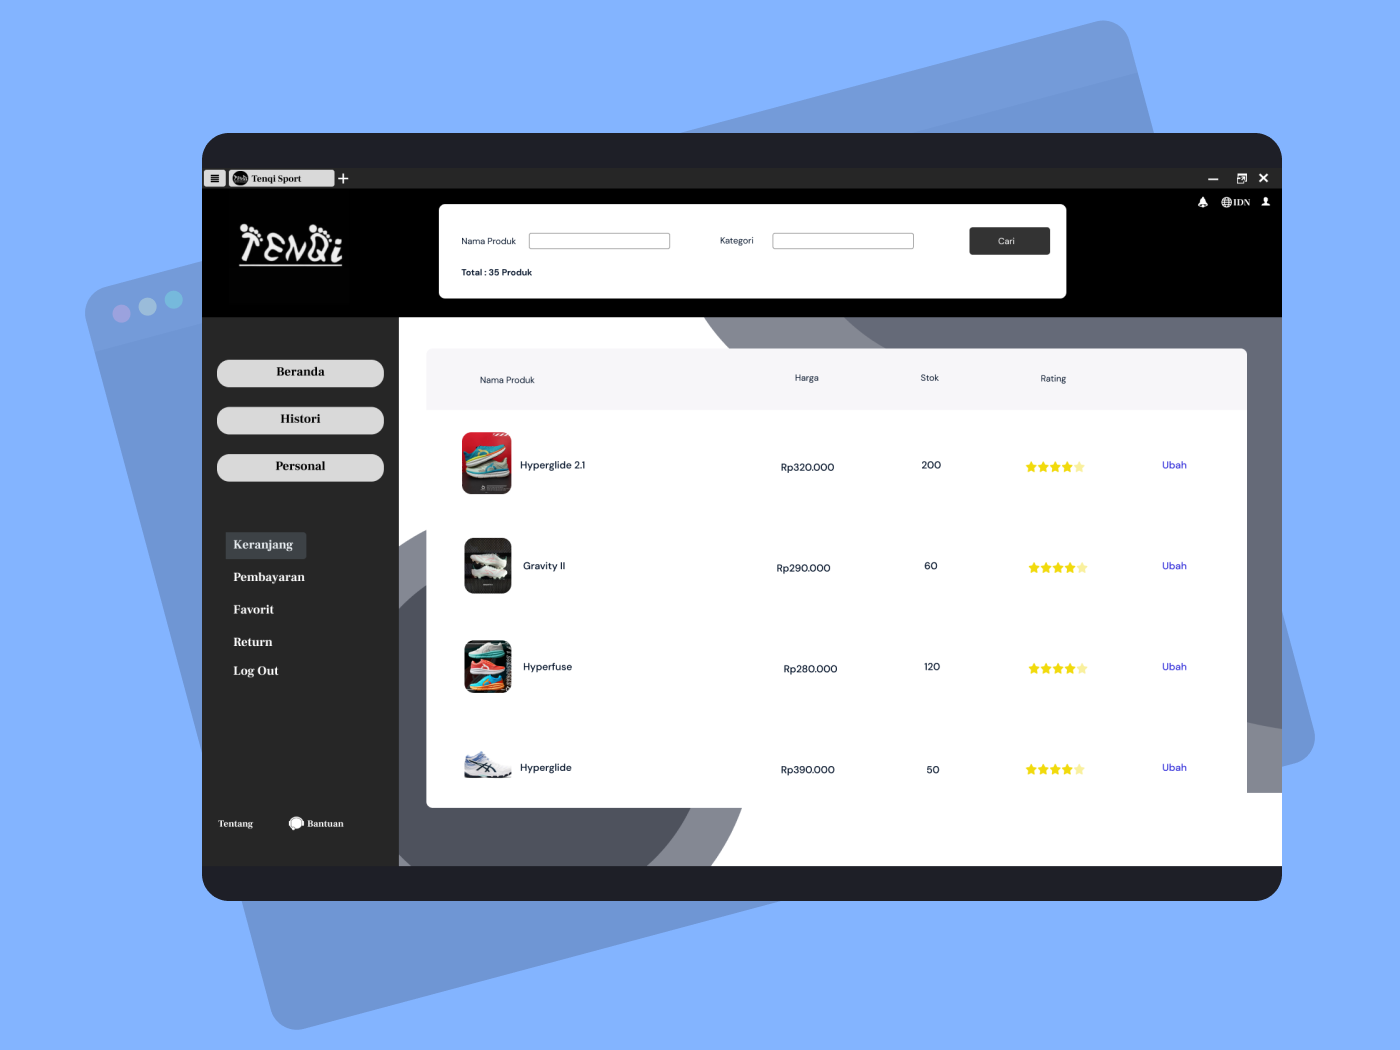 Tenqi Sport
IDN
TENQi
Nama Produk
Kategori
Cari
Total : 35 Produk
Beranda
Histori
Personal
Keranjang
Pembayaran
Favorit
Return
Log Out
Tentang
Bantuan
Nama Produk Harga Stok Rating
Hyperglide 2.1 Rp320.000 200 Ubah
Gravity II Rp290.000 60 Ubah
Hyperfuse Rp280.000 120 Ubah
Hyperglide Rp390.000 50 Ubah